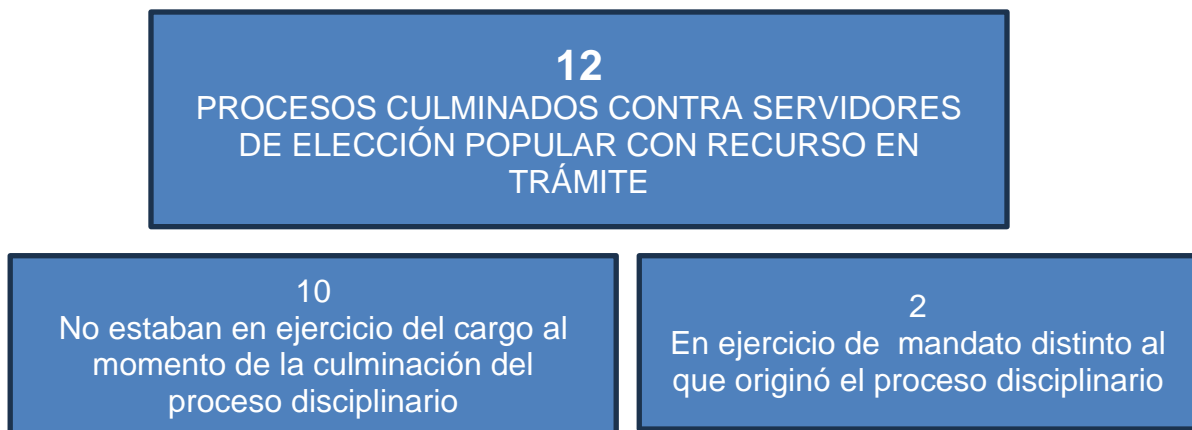 12
PROCESOS CULMINADOS CONTRA SERVIDORES
DE ELECCIÓN POPULAR CON RECURSO EN
TRÁMITE
10
No estaban en ejercicio del cargo al
momento de la culminación del
proceso disciplinario
2
En ejercicio de mandato distinto al
que originó el proceso disciplinario